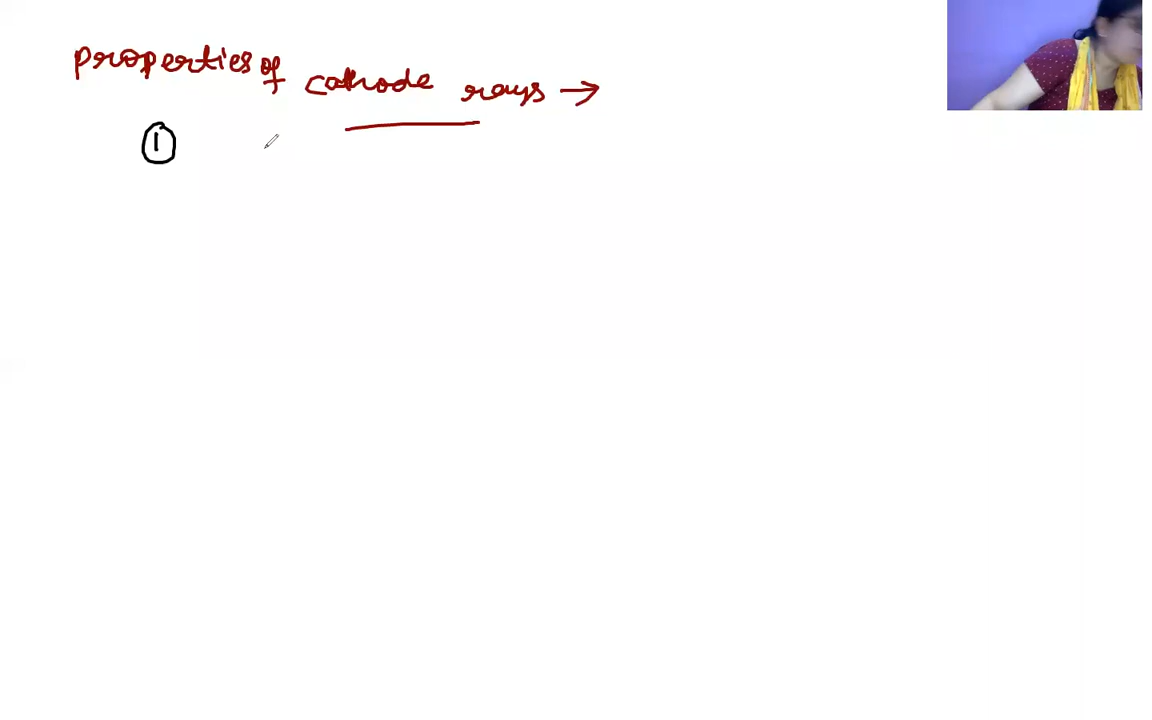 properties of cathode rays →
①